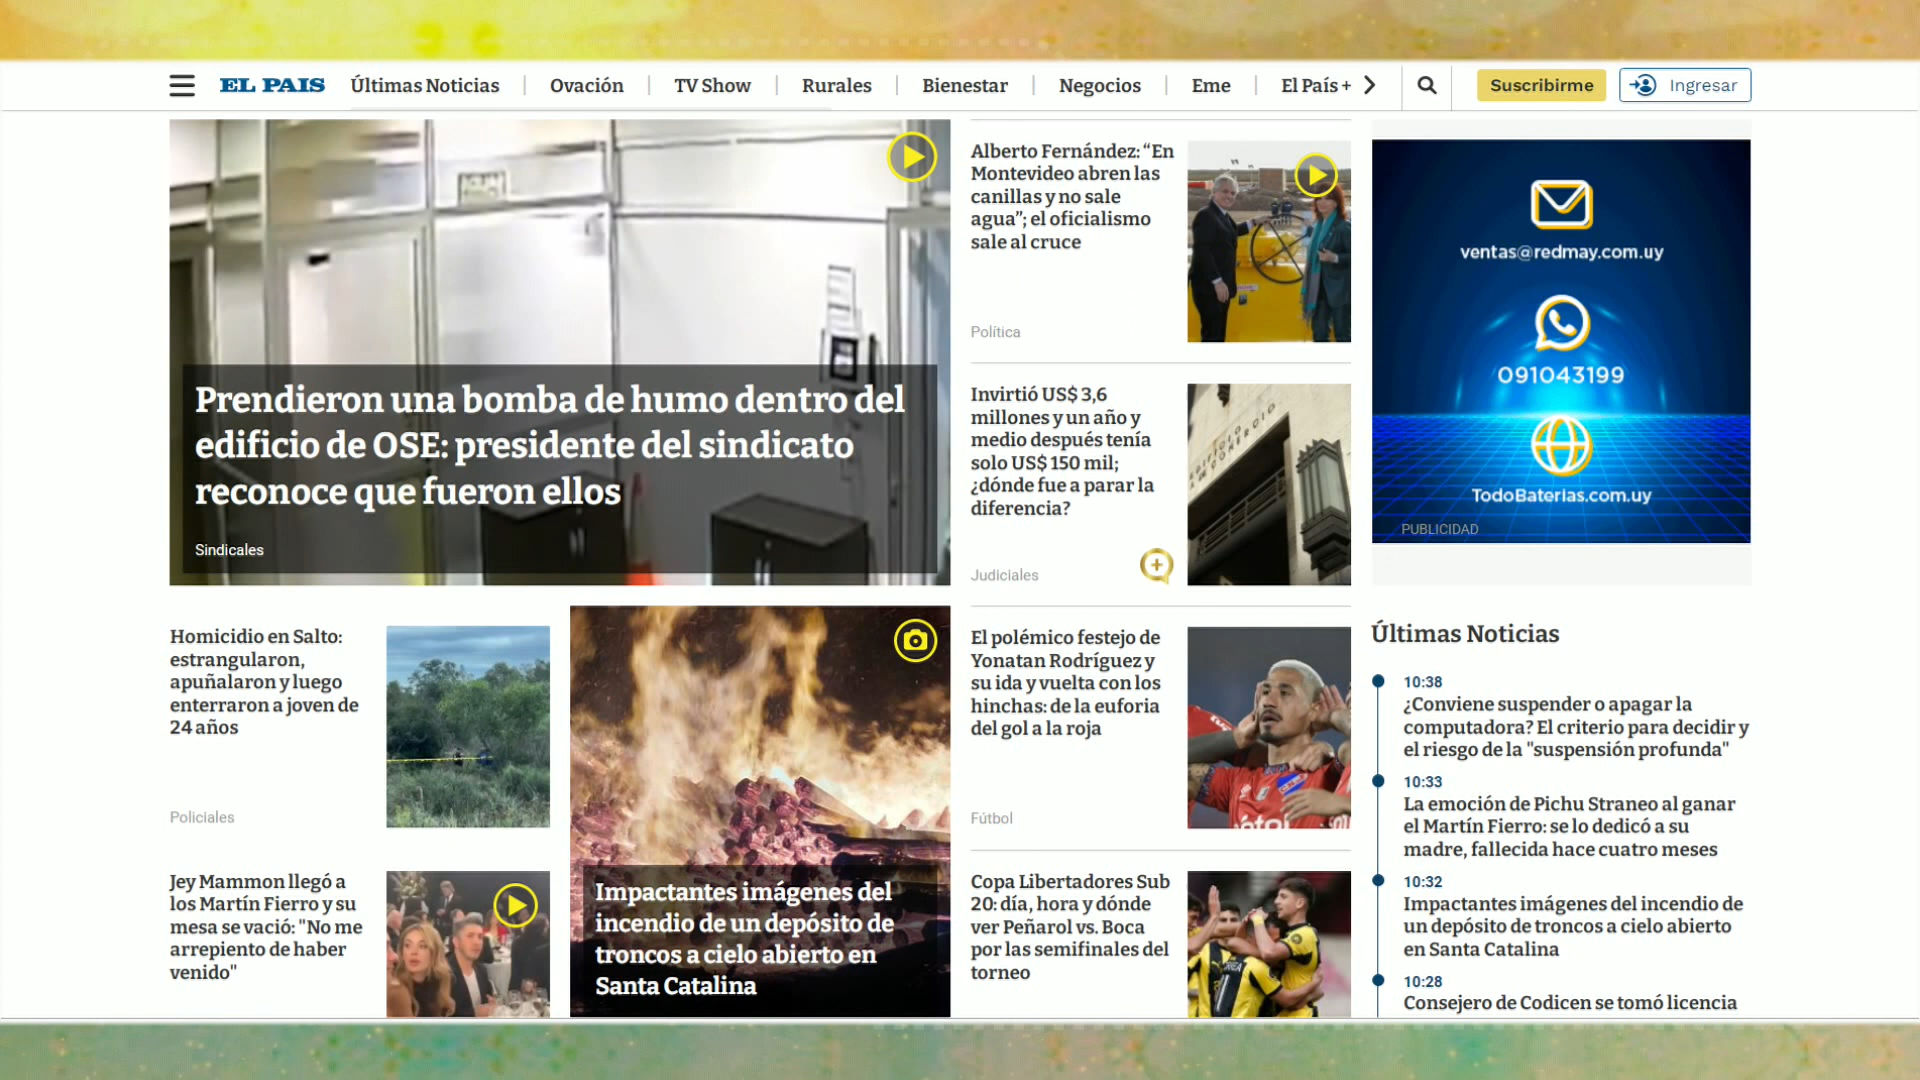 EL PAIS
Últimas Noticias
Ovación
TV Show
Rurales
Bienestar
Negocios
Eme
El País +
Suscribirme
Ingresar
Prendieron una bomba de humo dentro del
edificio de OSE: presidente del sindicato
reconoce que fueron ellos
Sindicales
Alberto Fernández: “En
Montevideo abren las
canillas y no sale
agua”; el oficialismo
sale al cruce
Política
Invirtió US$ 3,6
millones y un año y
medio después tenía
solo US$ 150 mil;
¿dónde fue a parar la
diferencia?
Judiciales
ventas@redmay.com.uy
091043199
TodoBaterias.com.uy
PUBLICIDAD
Homicidio en Salto:
estrangularon,
apuñalaron y luego
enterraron a joven de
24 años
Policiales
Jey Mammon llegó a
los Martín Fierro y su
mesa se vació: "No me
arrepiento de haber
venido"
Impactantes imágenes del
incendio de un depósito de
troncos a cielo abierto en
Santa Catalina
El polémico festejo de
Yonatan Rodríguez y
su ida y vuelta con los
hinchas: de la euforia
del gol a la roja
Fútbol
Copa Libertadores Sub
20: día, hora y dónde
ver Peñarol vs. Boca
por las semifinales del
torneo
Últimas Noticias
10:38
¿Conviene suspender o apagar la
computadora? El criterio para decidir y
el riesgo de la "suspensión profunda"
10:33
La emoción de Pichu Straneo al ganar
el Martín Fierro: se lo dedicó a su
madre, fallecida hace cuatro meses
10:32
Impactantes imágenes del incendio de
un depósito de troncos a cielo abierto
en Santa Catalina
10:28
Consejero de Codicen se tomó licencia